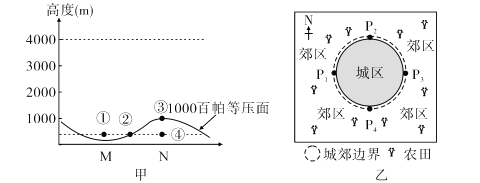 高度(m)
4000
3000
2000
1000
① ② ③ 1000百帕等压面
④
M N
甲
N
P₂
郊区 郊区
P₁ 城区 P₃
郊区 郊区
P₄
城郊边界 农田
乙